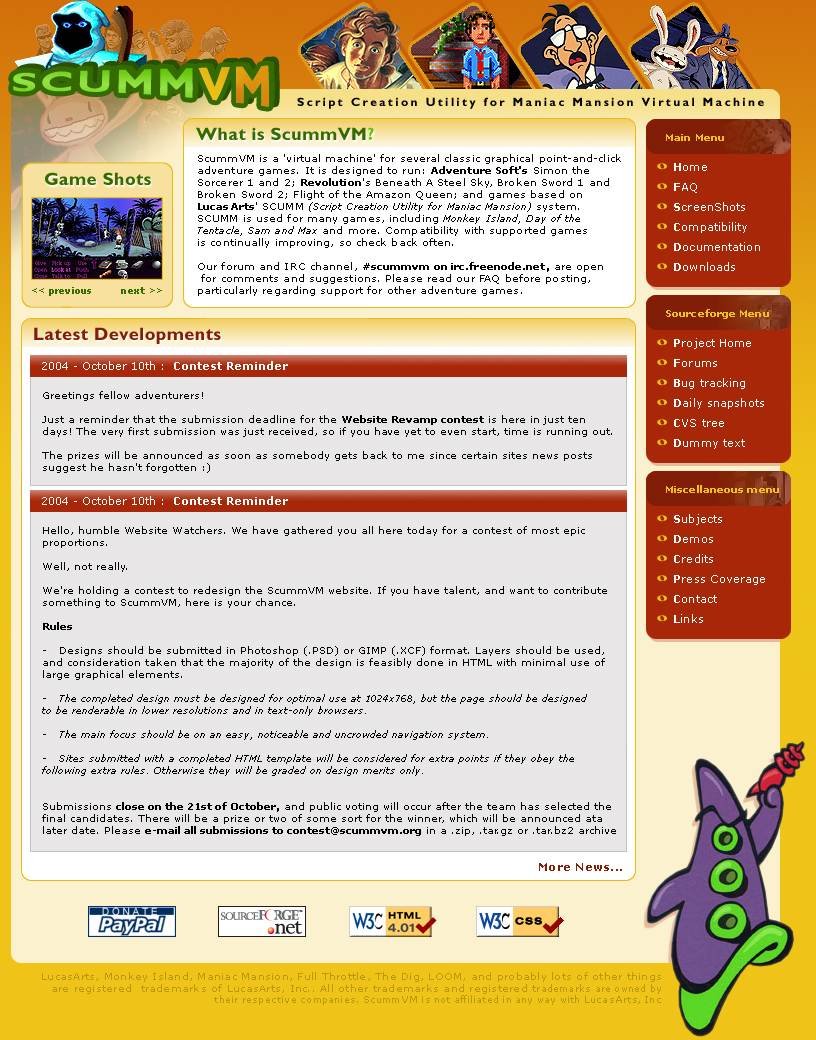 SCUMMVM
Script Creation Utility for Maniac Mansion Virtual Machine
What is ScummVM?
ScummVM is a 'virtual machine' for several classic graphical point-and-click
adventure games. It is designed to run: Adventure Soft's Simon the
Sorcerer 1 and 2; Revolution's Beneath A Steel Sky, Broken Sword 1 and
Broken Sword 2; Flight of the Amazon Queen; and games based on
Lucas Arts' SCUMM (Script Creation Utility for Maniac Mansion) system.
SCUMM is used for many games, including Monkey Island, Day of the
Tentacle, Sam and Max and more. Compatibility with supported games
is continually improving, so check back often.
Our forum and IRC channel, #scummvm on irc.freenode.net, are open
for comments and suggestions. Please read our FAQ before posting,
particularly regarding support for other adventure games.
Game Shots
Give Pick up Use
Open Look at Push
Close Talk to Pull
<< previous next >>
Latest Developments
2004 - October 10th : Contest Reminder
Greetings fellow adventurers!
Just a reminder that the submission deadline for the Website Revamp contest is here in just ten
days! The very first submission was just received, so if you have yet to even start, time is running out.
The prizes will be announced as soon as somebody gets back to me since certain sites news posts
suggest he hasn't forgotten :)
2004 - October 10th : Contest Reminder
Hello, humble Website Watchers. We have gathered you all here today for a contest of most epic
proportions.
Well, not really.
We're holding a contest to redesign the ScummVM website. If you have talent, and want to contribute
something to ScummVM, here is your chance.
Rules
- Designs should be submitted in Photoshop (.PSD) or GIMP (.XCF) format. Layers should be used,
and consideration taken that the majority of the design is feasibly done in HTML with minimal use of
large graphical elements.
- The completed design must be designed for optimal use at 1024x768, but the page should be designed
to be renderable in lower resolutions and in text-only browsers.
- The main focus should be on an easy, noticeable and uncrowded navigation system.
- Sites submitted with a completed HTML template will be considered for extra points if they obey the
following extra rules. Otherwise they will be graded on design merits only.
Submissions close on the 21st of October, and public voting will occur after the team has selected the
final candidates. There will be a prize or two of some sort for the winner, which will be announced ata
later date. Please e-mail all submissions to contest@scummvm.org in a .zip, .tar.gz or .tar.bz2 archive
More News...
Main Menu
Home
FAQ
ScreenShots
Compatibility
Documentation
Downloads
Sourceforge Menu
Project Home
Forums
Bug tracking
Daily snapshots
CVS tree
Dummy text
Miscellaneous menu
Subjects
Demos
Credits
Press Coverage
Contact
Links
DONATE
PayPal
SOURCEFORGE
.net
W3C HTML 4.01
W3C CSS
LucasArts, Monkey Island, Maniac Mansion, Full Throttle, The Dig, LOOM, and probably lots of other things
are registered trademarks of LucasArts, Inc.. All other trademarks and registered trademarks are owned by
their respective companies. ScummVM is not affiliated in any way with LucasArts, Inc